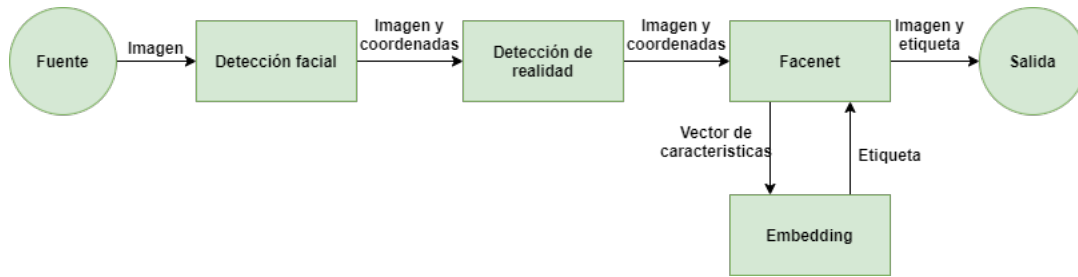 Fuente
Imagen
Detección facial
Imagen y
coordenadas
Detección de
realidad
Imagen y
coordenadas
Facenet
Imagen y
etiqueta
Salida
Vector de
características
Etiqueta
Embedding